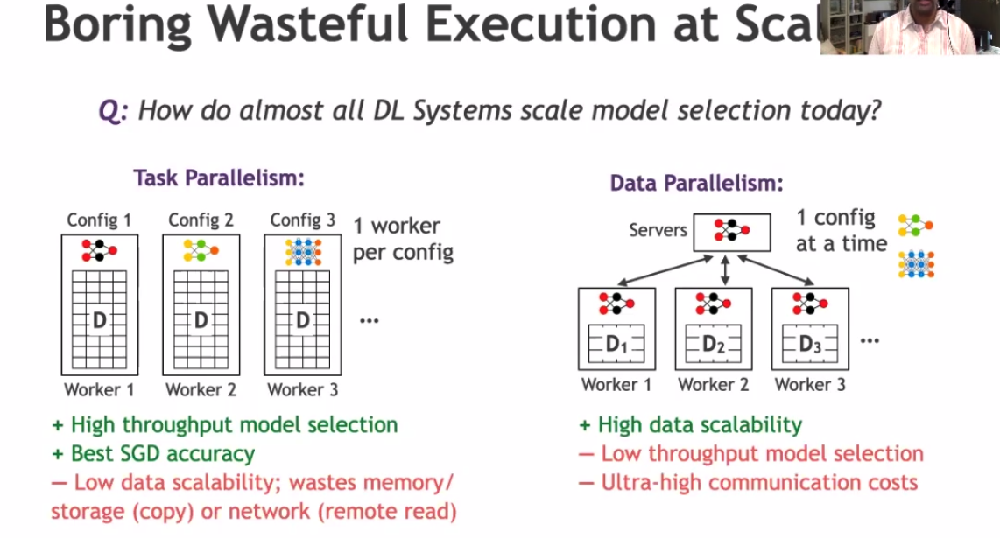 Boring Wasteful Execution at Scal
Q: How do almost all DL Systems scale model selection today?
Task Parallelism:
Config 1
Config 2
Config 3
1 worker
per config
D
D
D
...
Worker 1
Worker 2
Worker 3
+ High throughput model selection
+ Best SGD accuracy
— Low data scalability; wastes memory/
storage (copy) or network (remote read)
Data Parallelism:
Servers
1 config
at a time
D1
D2
D3
...
Worker 1
Worker 2
Worker 3
+ High data scalability
— Low throughput model selection
— Ultra-high communication costs